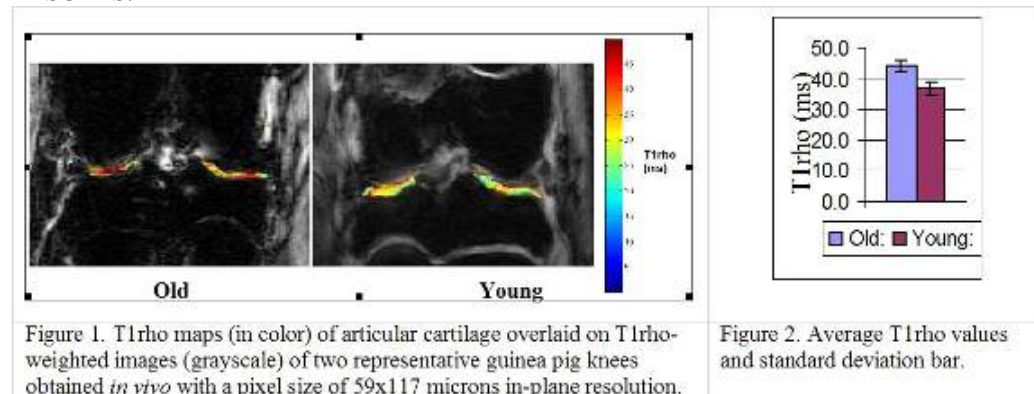 T1rho
(ms)
Old
Young
Figure 1. T1rho maps (in color) of articular cartilage overlaid on T1rho-
weighted images (grayscale) of two representative guinea pig knees
obtained in vivo with a pixel size of 59x117 microns in-plane resolution.
T1rho (ms)
50.0
40.0
30.0
20.0
10.0
0.0
Old: Young:
Figure 2. Average T1rho values
and standard deviation bar.